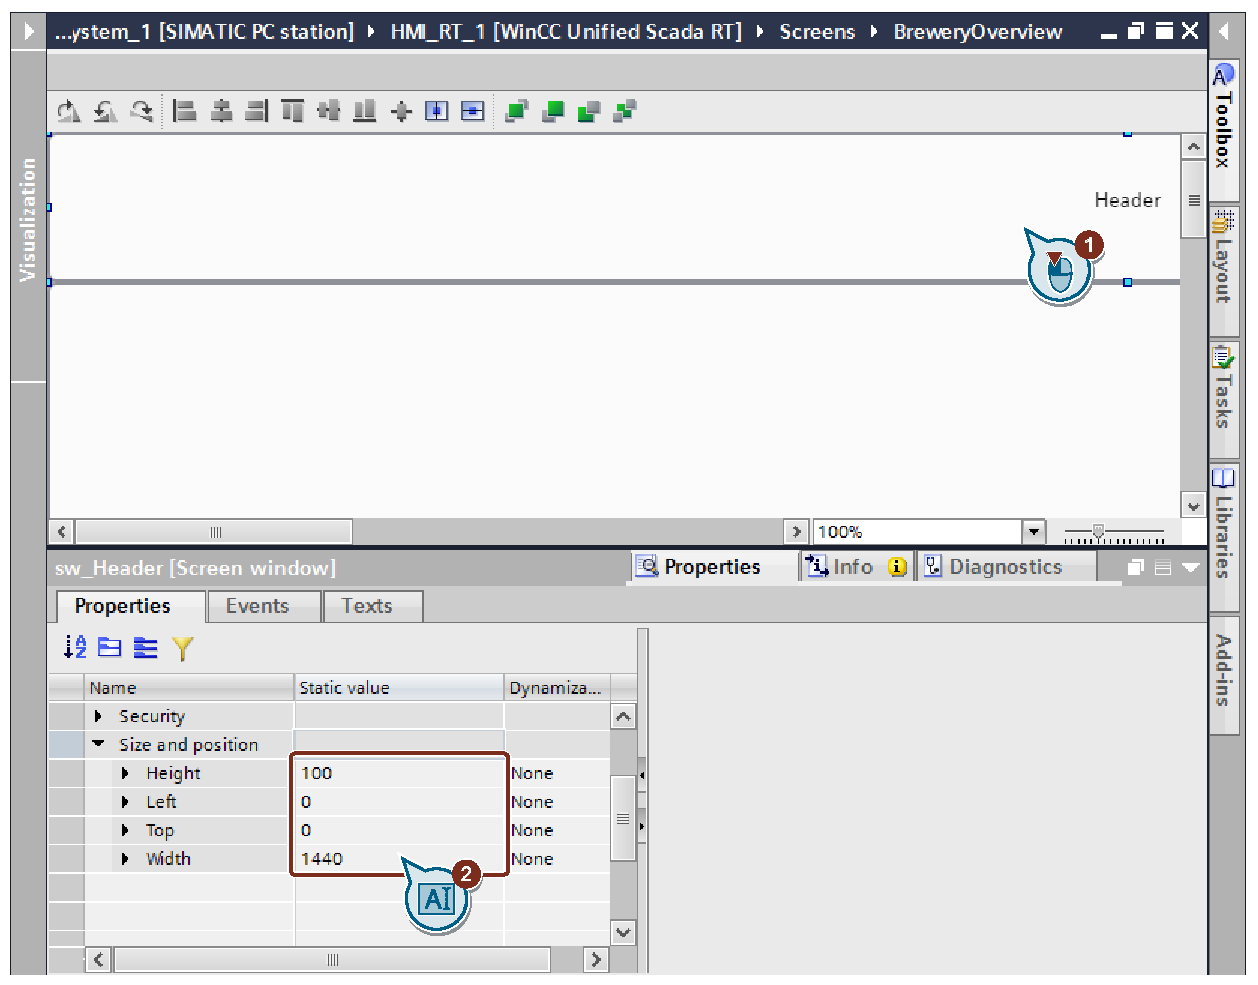 ...ystem_1 [SIMATIC PC station] HMI_RT_1 [WinCC Unified Scada RT] Screens BreweryOverview
Visualization
Toolbox
Layout
Tasks
Libraries
Add-ins
Header
1
100%
sw_Header [Screen window]
Properties Info Diagnostics
Properties Events Texts
Name Static value Dynamiza...
Security
Size and position
Height 100 None
Left 0 None
Top 0 None
Width 1440 None
2
AI